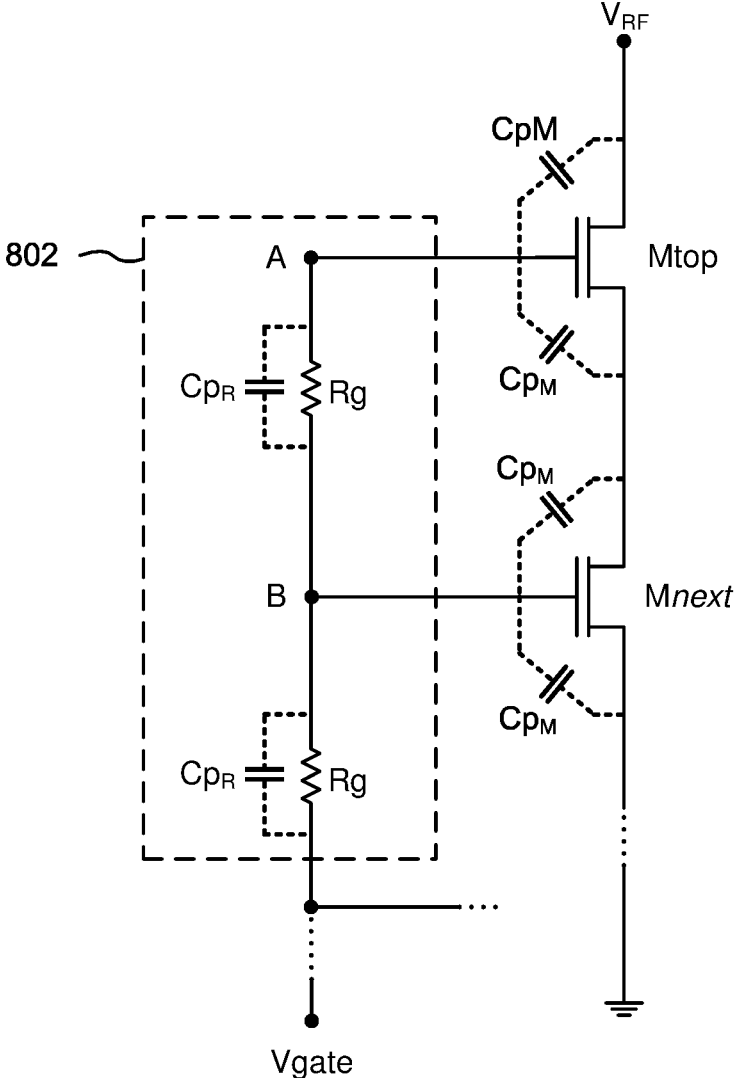 V_RF
CpM
802
A
Mtop
Cp_R
Rg
Cp_M
Cp_M
B
Mnext
Cp_M
Cp_R
Rg
Vgate